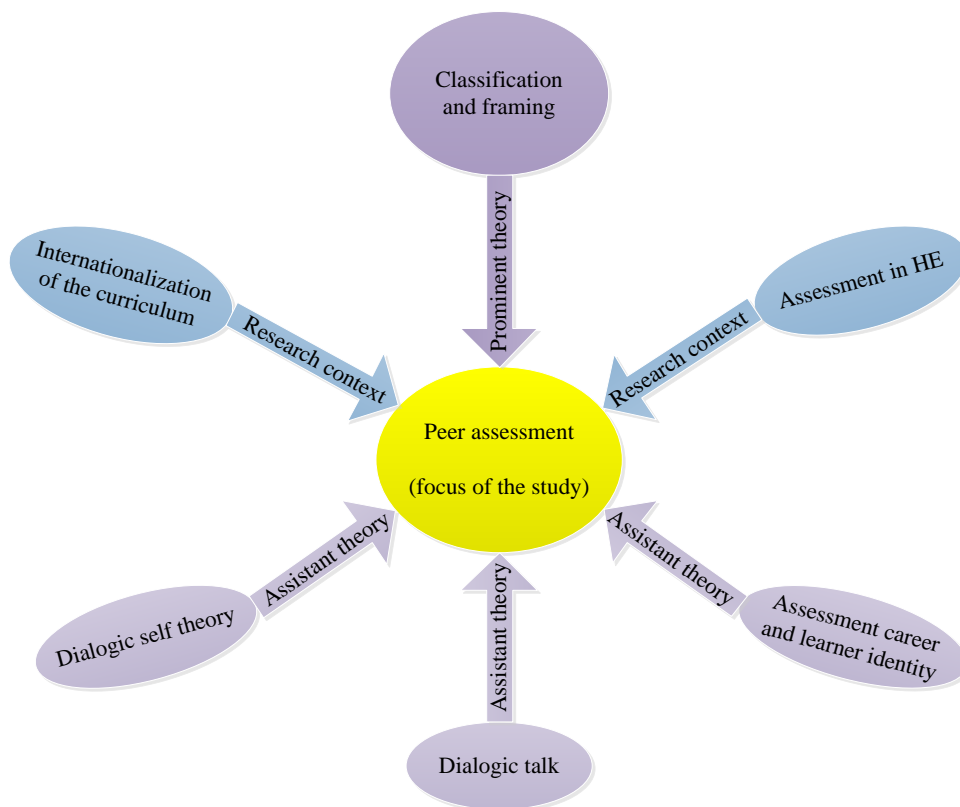 Classification
and framing
Prominent theory
Internationalization
of the curriculum
Research context
Assessment in HE
Research context
Peer assessment
(focus of the study)
Dialogic self theory
Assistant theory
Assistant theory
Dialogic talk
Assistant theory
Assessment career
and learner identity